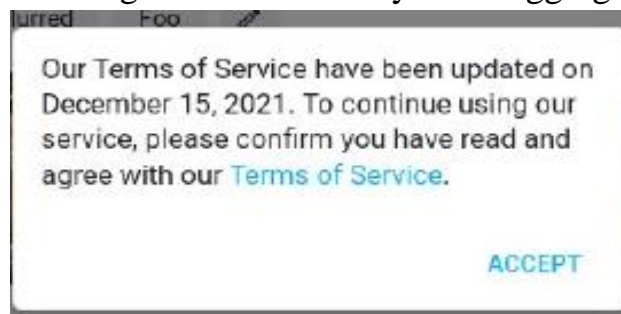 Foo
Our Terms of Service have been updated on
December 15, 2021. To continue using our
service, please confirm you have read and
agree with our Terms of Service.
ACCEPT